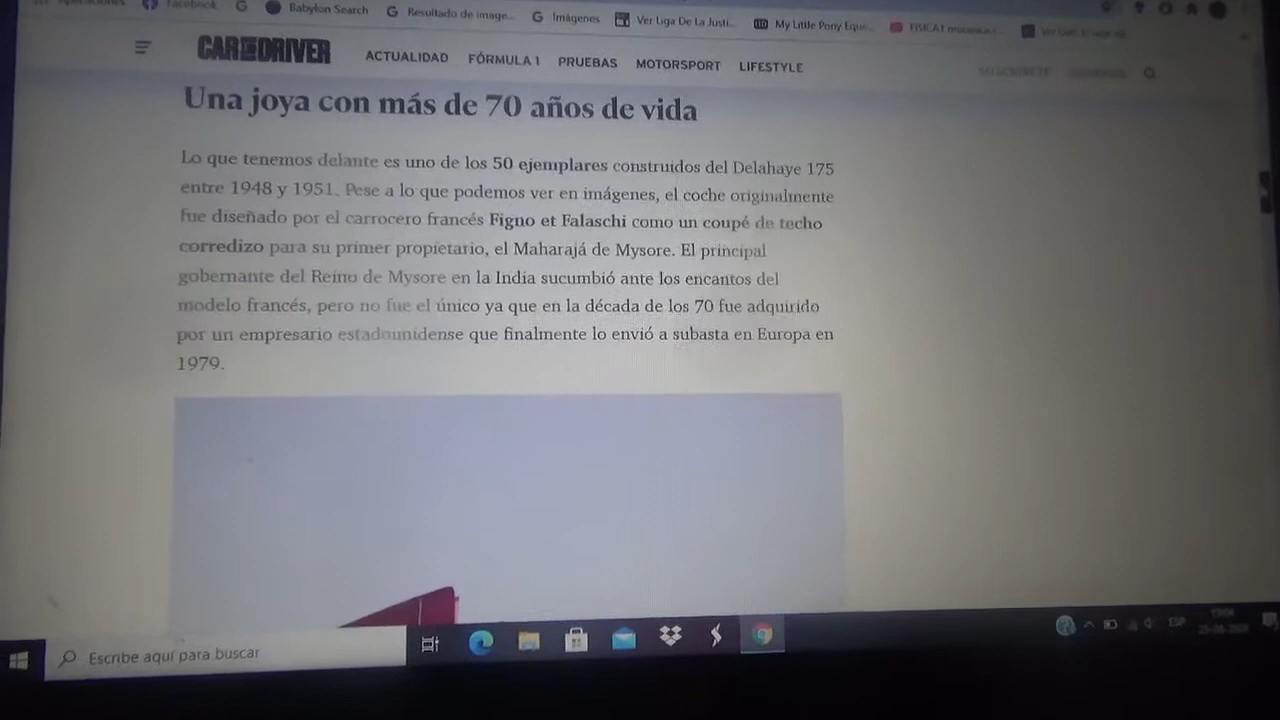 Facebook
Babylon Search
Resultado de image...
Imágenes
Ver Liga De La Justi...
My Little Pony Eque...
CAR AND DRIVER
ACTUALIDAD FÓRMULA 1 PRUEBAS MOTORSPORT LIFESTYLE
Una joya con más de 70 años de vida
Lo que tenemos delante es uno de los 50 ejemplares construidos del Delahaye 175
entre 1948 y 1951. Pese a lo que podemos ver en imágenes, el coche originalmente
fue diseñado por el carrocero francés Figno et Falaschi como un coupé de techo
corredizo para su primer propietario, el Maharajá de Mysore. El principal
gobernante del Reino de Mysore en la India sucumbió ante los encantos del
modelo francés, pero no fue el único ya que en la década de los 70 fue adquirido
por un empresario estadounidense que finalmente lo envió a subasta en Europa en
1979.
Escribe aquí para buscar
ESP